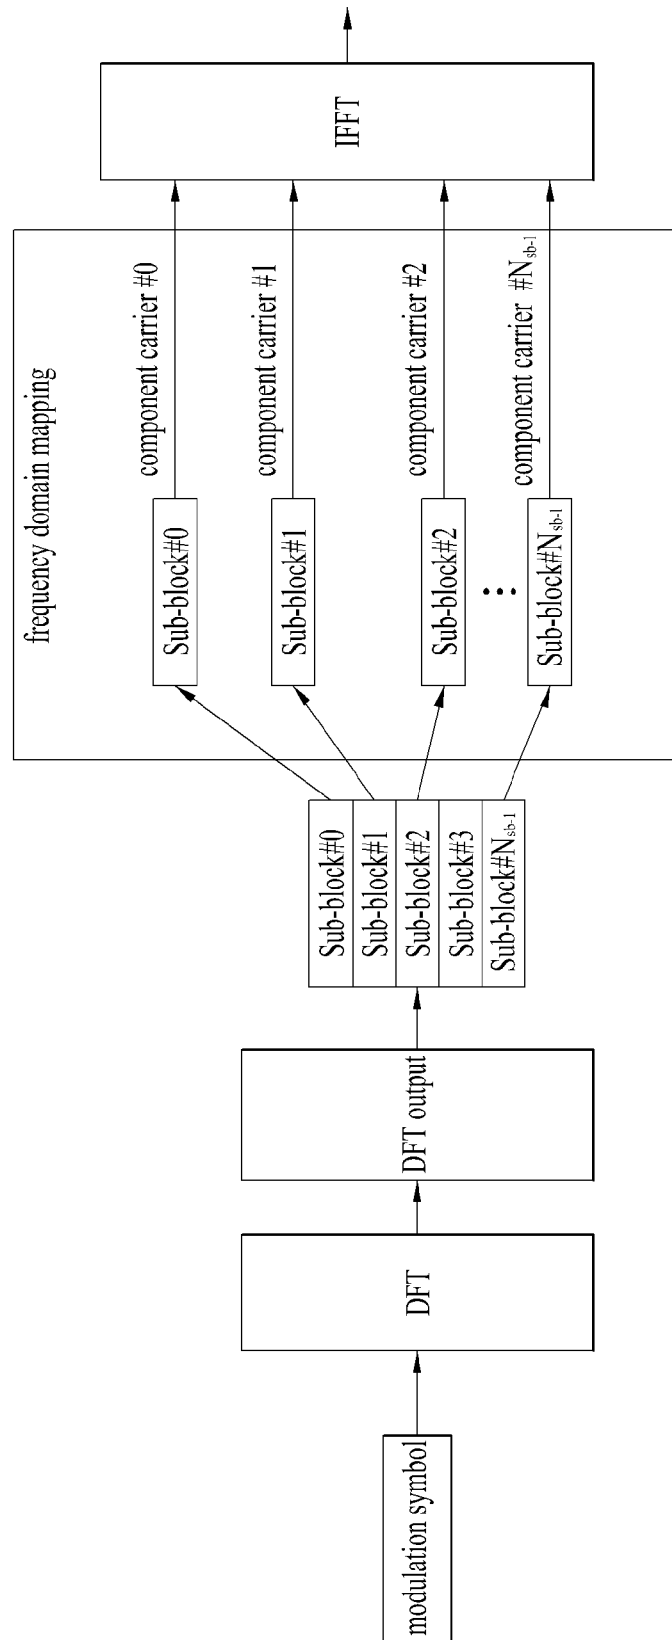 modulation symbol
DFT
DFT output
Sub-block#0
Sub-block#1
Sub-block#2
Sub-block#3
Sub-block#Nsb-1
frequency domain mapping
Sub-block#0
component carrier #0
Sub-block#1
component carrier #1
Sub-block#2
component carrier #2
•••
Sub-block#Nsb-1
component carrier #Nsb-1
IFFT